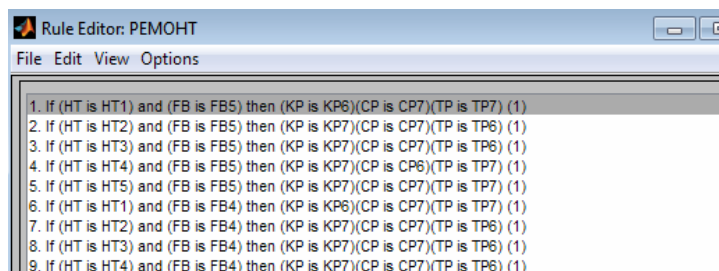 Rule Editor: PEMOHT
File Edit View Options
1. If (HT is HT1) and (FB is FB5) then (KP is KP6)(CP is CP7)(TP is TP7) (1)
2. If (HT is HT2) and (FB is FB5) then (KP is KP7)(CP is CP7)(TP is TP6) (1)
3. If (HT is HT3) and (FB is FB5) then (KP is KP7)(CP is CP7)(TP is TP6) (1)
4. If (HT is HT4) and (FB is FB5) then (KP is KP7)(CP is CP6)(TP is TP7) (1)
5. If (HT is HT5) and (FB is FB5) then (KP is KP7)(CP is CP7)(TP is TP7) (1)
6. If (HT is HT1) and (FB is FB4) then (KP is KP6)(CP is CP7)(TP is TP7) (1)
7. If (HT is HT2) and (FB is FB4) then (KP is KP7)(CP is CP7)(TP is TP6) (1)
8. If (HT is HT3) and (FB is FB4) then (KP is KP7)(CP is CP7)(TP is TP6) (1)
9. If (HT is HT4) and (FB is FB4) then (KP is KP7)(CP is CP7)(TP is TP6) (1)